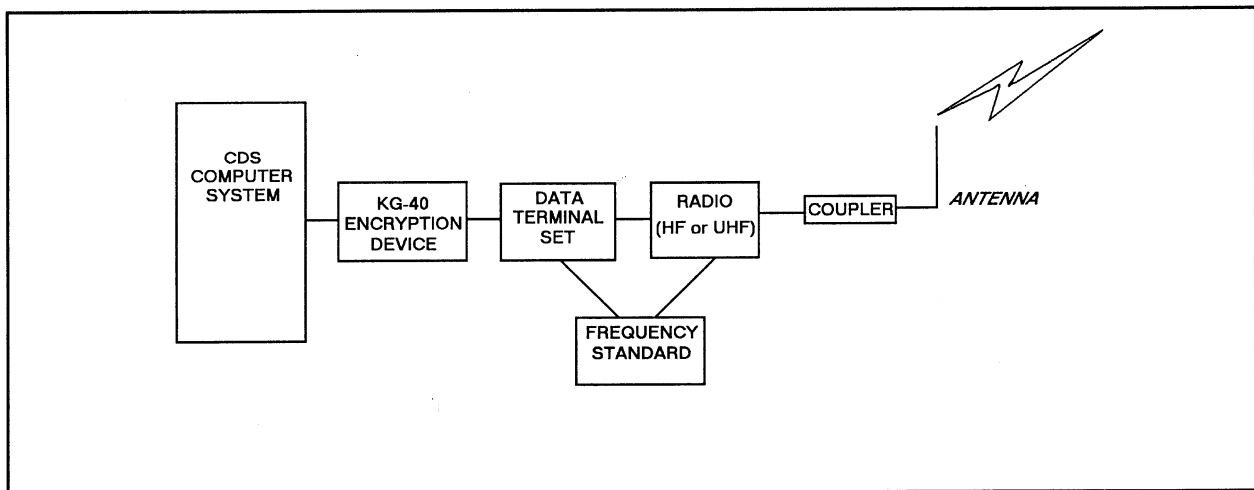 CDS
COMPUTER
SYSTEM
KG-40
ENCRYPTION
DEVICE
DATA
TERMINAL
SET
RADIO
(HF or UHF)
COUPLER
ANTENNA
FREQUENCY
STANDARD